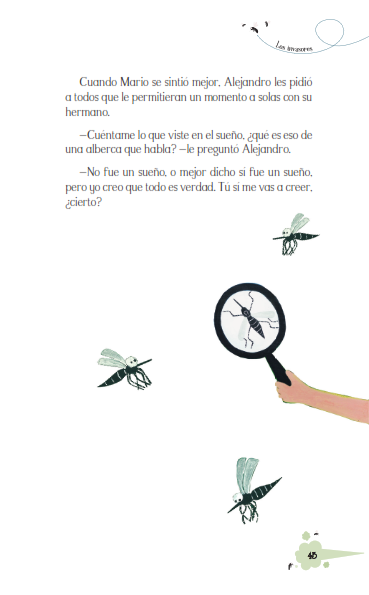 Los invasores
Cuando Mario se sintió mejor, Alejandro les pidió
a todos que le permitieran un momento a solas con su
hermano.
—Cuéntame lo que viste en el sueño, ¿qué es eso de
una alberca que habla? —le preguntó Alejandro.
—No fue un sueño, o mejor dicho sí fue un sueño,
pero yo creo que todo es verdad. Tú sí me vas a creer,
¿cierto?
45